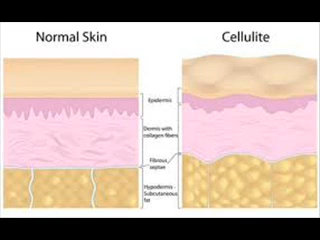 Normal Skin
Cellulite
Epidermis
Dermis with
collagen fibers
Fibrous
septae
Hypodermis -
Subcutaneous
fat